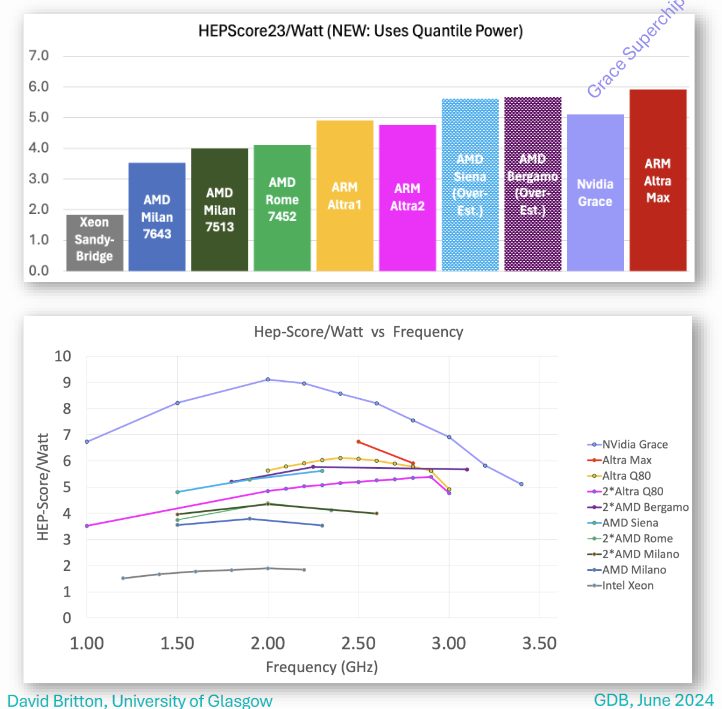 HEPScore23/Watt (NEW: Uses Quantile Power)
Grace Superchip
7.0
6.0
5.0
4.0
3.0
2.0
1.0
0.0
Xeon
Sandy-
Bridge
AMD
Milan
7643
AMD
Milan
7513
AMD
Rome
7452
ARM
Altra1
ARM
Altra2
AMD
Siena
(Over-
Est.)
AMD
Bergamo
(Over-
Est.)
Nvidia
Grace
ARM
Altra
Max
Hep-Score/Watt vs Frequency
HEP-Score/Watt
10
9
8
7
6
5
4
3
2
1
0
1.00 1.50 2.00 2.50 3.00 3.50
Frequency (GHz)
NVidia Grace
Altra Max
Altra Q80
2*Altra Q80
2*AMD Bergamo
AMD Siena
2*AMD Rome
2*AMD Milano
AMD Milano
Intel Xeon
David Britton, University of Glasgow
GDB, June 2024